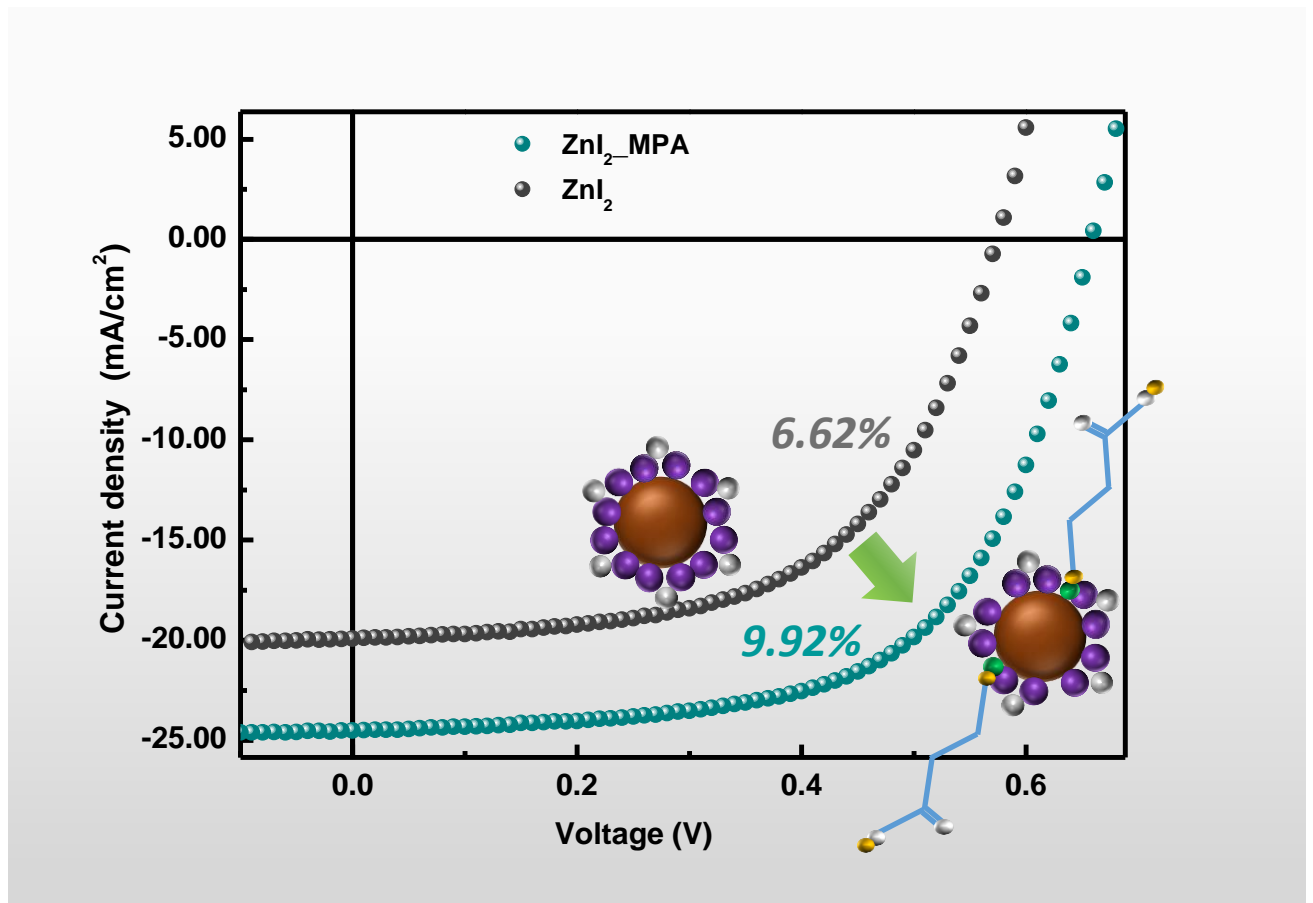 5.00
0.00
-5.00
-10.00
-15.00
-20.00
-25.00
Current density (mA/cm²)
ZnI₂_MPA
ZnI₂
6.62%
9.92%
0.0 0.2 0.4 0.6
Voltage (V)